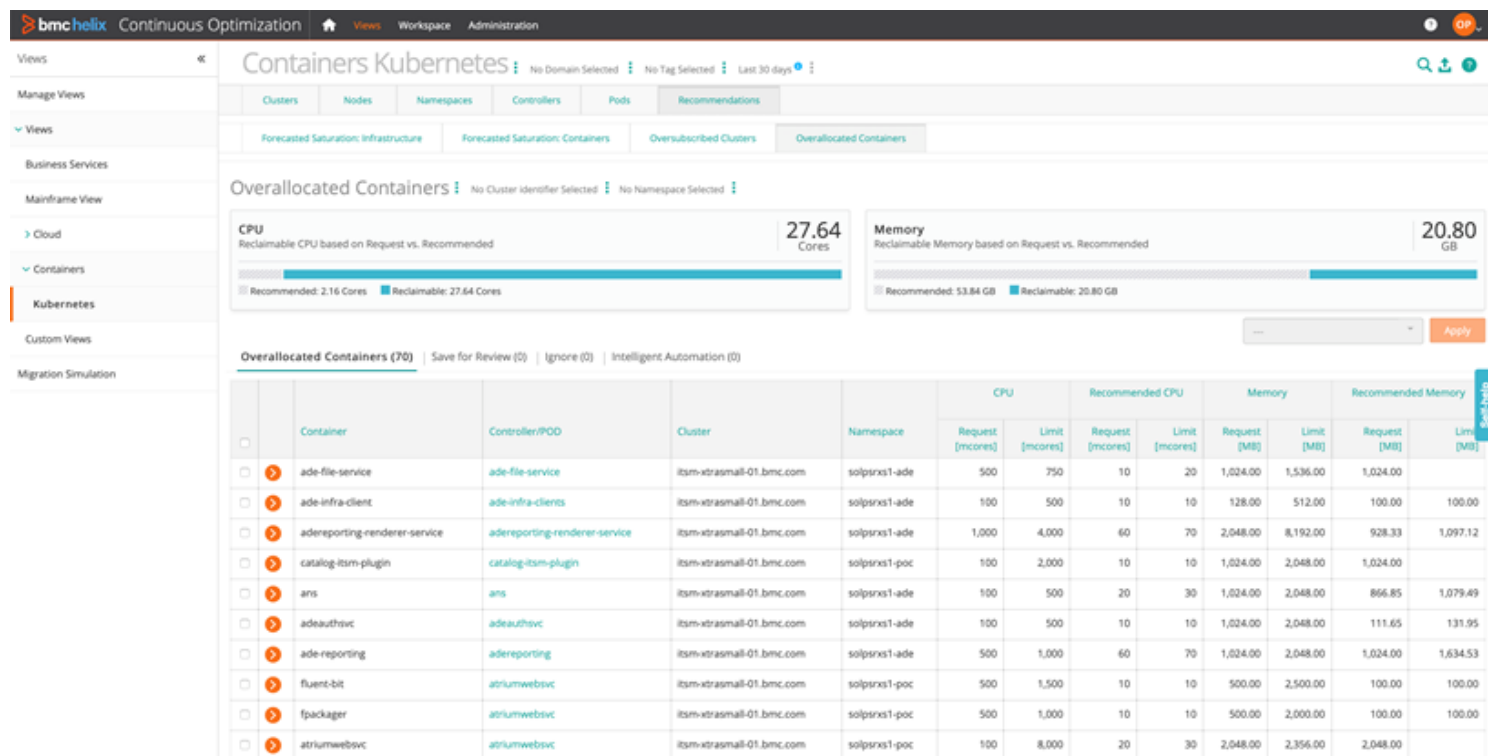 bmchelix Continuous Optimization Views Workspace Administration ? OP
Views «
Containers Kubernetes No Domain Selected No Tag Selected Last 30 days
Manage Views
Clusters Nodes Namespaces Controllers Pods Recommendations
Views
Forecasted Saturation: Infrastructure Forecasted Saturation: Containers Oversubscribed Clusters Overallocated Containers
Business Services
Mainframe View
Cloud
Containers
Kubernetes
Custom Views
Migration Simulation
Overallocated Containers No Cluster identifier Selected No Namespace Selected
CPU 27.64
Reclaimable CPU based on Request vs. Recommended Cores
Recommended: 2.16 Cores Reclaimable: 27.64 Cores
Memory 20.80
Reclaimable Memory based on Request vs. Recommended GB
Recommended: 53.84 GB Reclaimable: 20.80 GB
--- Apply
Overallocated Containers (70) | Save for Review (0) | Ignore (0) | Intelligent Automation (0)
Self-help
CPU Recommended CPU Memory Recommended Memory
Container Controller/POD Cluster Namespace Request Limit Request Limit Request Limit Request
[mcores] [mcores] [mcores] [mcores] [MB] [MB] [MB] [MB]
ade-file-service ade-file-service itsm-xtrasmall-01.bmc.com solpsrxs1-ade 500 750 10 20 1,024.00 1,536.00 1,024.00
ade-infra-client ade-infra-clients itsm-xtrasmall-01.bmc.com solpsrxs1-ade 100 500 10 10 128.00 512.00 100.00 100.00
adereporting-renderer-service adereporting-renderer-service itsm-xtrasmall-01.bmc.com solpsrxs1-ade 1,000 4,000 60 70 2,048.00 8,192.00 928.33 1,097.12
catalog-itsm-plugin catalog-itsm-plugin itsm-xtrasmall-01.bmc.com solpsrxs1-poc 100 2,000 10 10 1,024.00 2,048.00 1,024.00
ans ans itsm-xtrasmall-01.bmc.com solpsrxs1-ade 100 500 20 30 1,024.00 2,048.00 866.85 1,079.49
adeauthsvc adeauthsvc itsm-xtrasmall-01.bmc.com solpsrxs1-ade 100 500 10 10 1,024.00 2,048.00 111.65 131.95
ade-reporting adereporting itsm-xtrasmall-01.bmc.com solpsrxs1-ade 500 1,000 60 70 1,024.00 2,048.00 1,024.00 1,634.53
fluent-bit atriumwebsvc itsm-xtrasmall-01.bmc.com solpsrxs1-poc 500 1,500 10 10 500.00 2,500.00 100.00 100.00
fpackager atriumwebsvc itsm-xtrasmall-01.bmc.com solpsrxs1-poc 500 1,000 10 10 500.00 2,000.00 100.00 100.00
atriumwebsvc atriumwebsvc itsm-xtrasmall-01.bmc.com solpsrxs1-poc 100 8,000 20 30 2,048.00 2,356.00 2,048.00